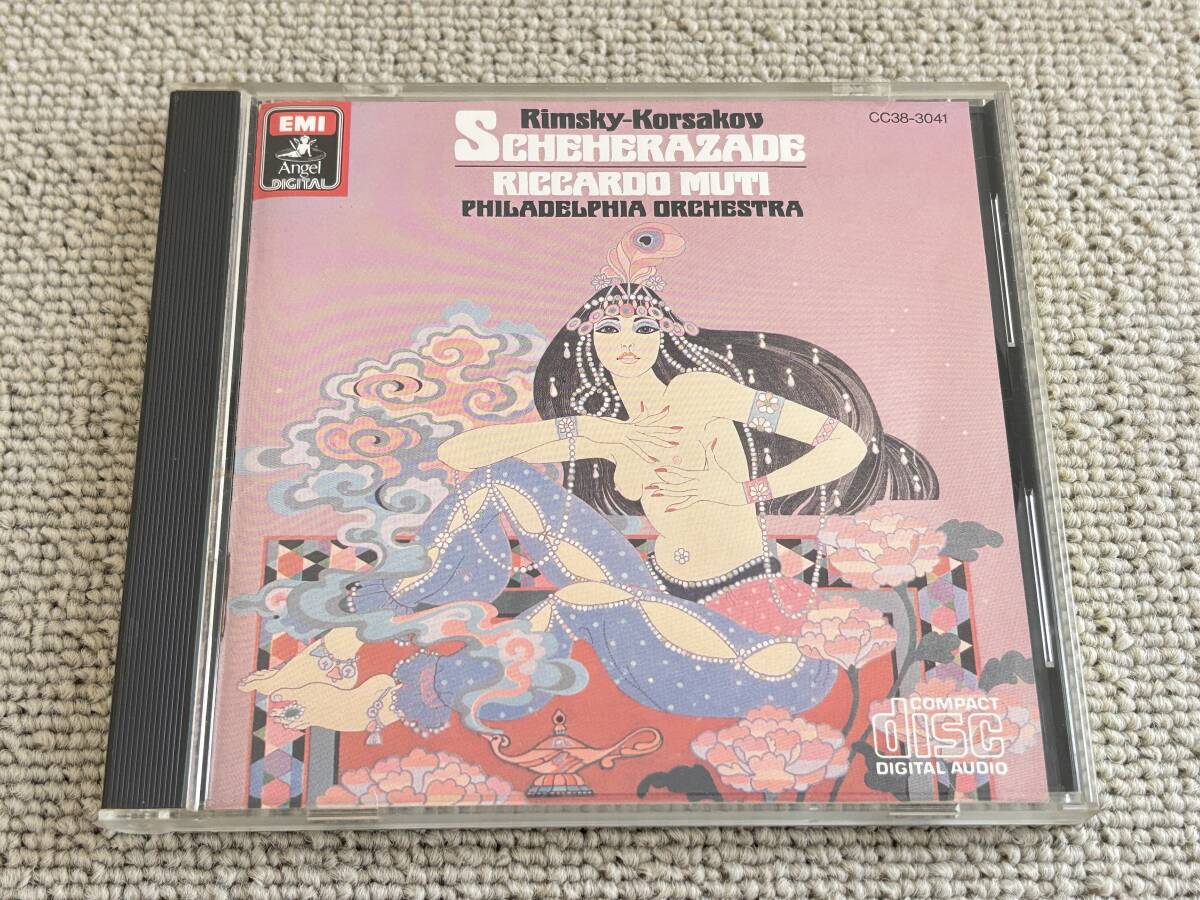 EMI
Angel
DIGITAL
Rimsky-Korsakov
SCHEHERAZADE
RICCARDO MUTI
PHILADELPHIA ORCHESTRA
CC38-3041
COMPACT
disc
DIGITAL AUDIO